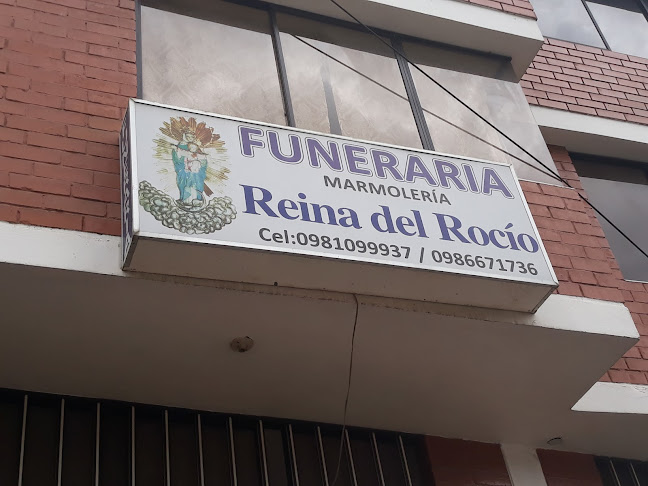 FUNERARIA
MARMOLERÍA
Reina del Rocío
Cel:0981099937 / 0986671736